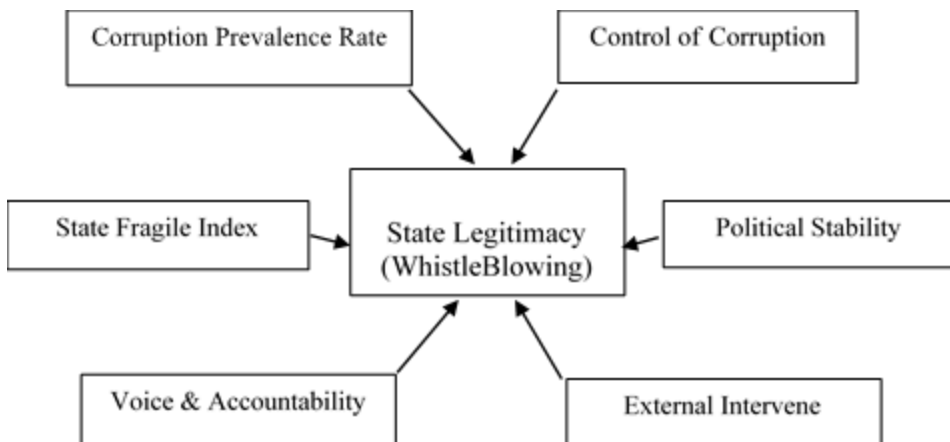 Corruption Prevalence Rate
Control of Corruption
State Fragile Index
State Legitimacy
(WhistleBlowing)
Political Stability
Voice & Accountability
External Intervene